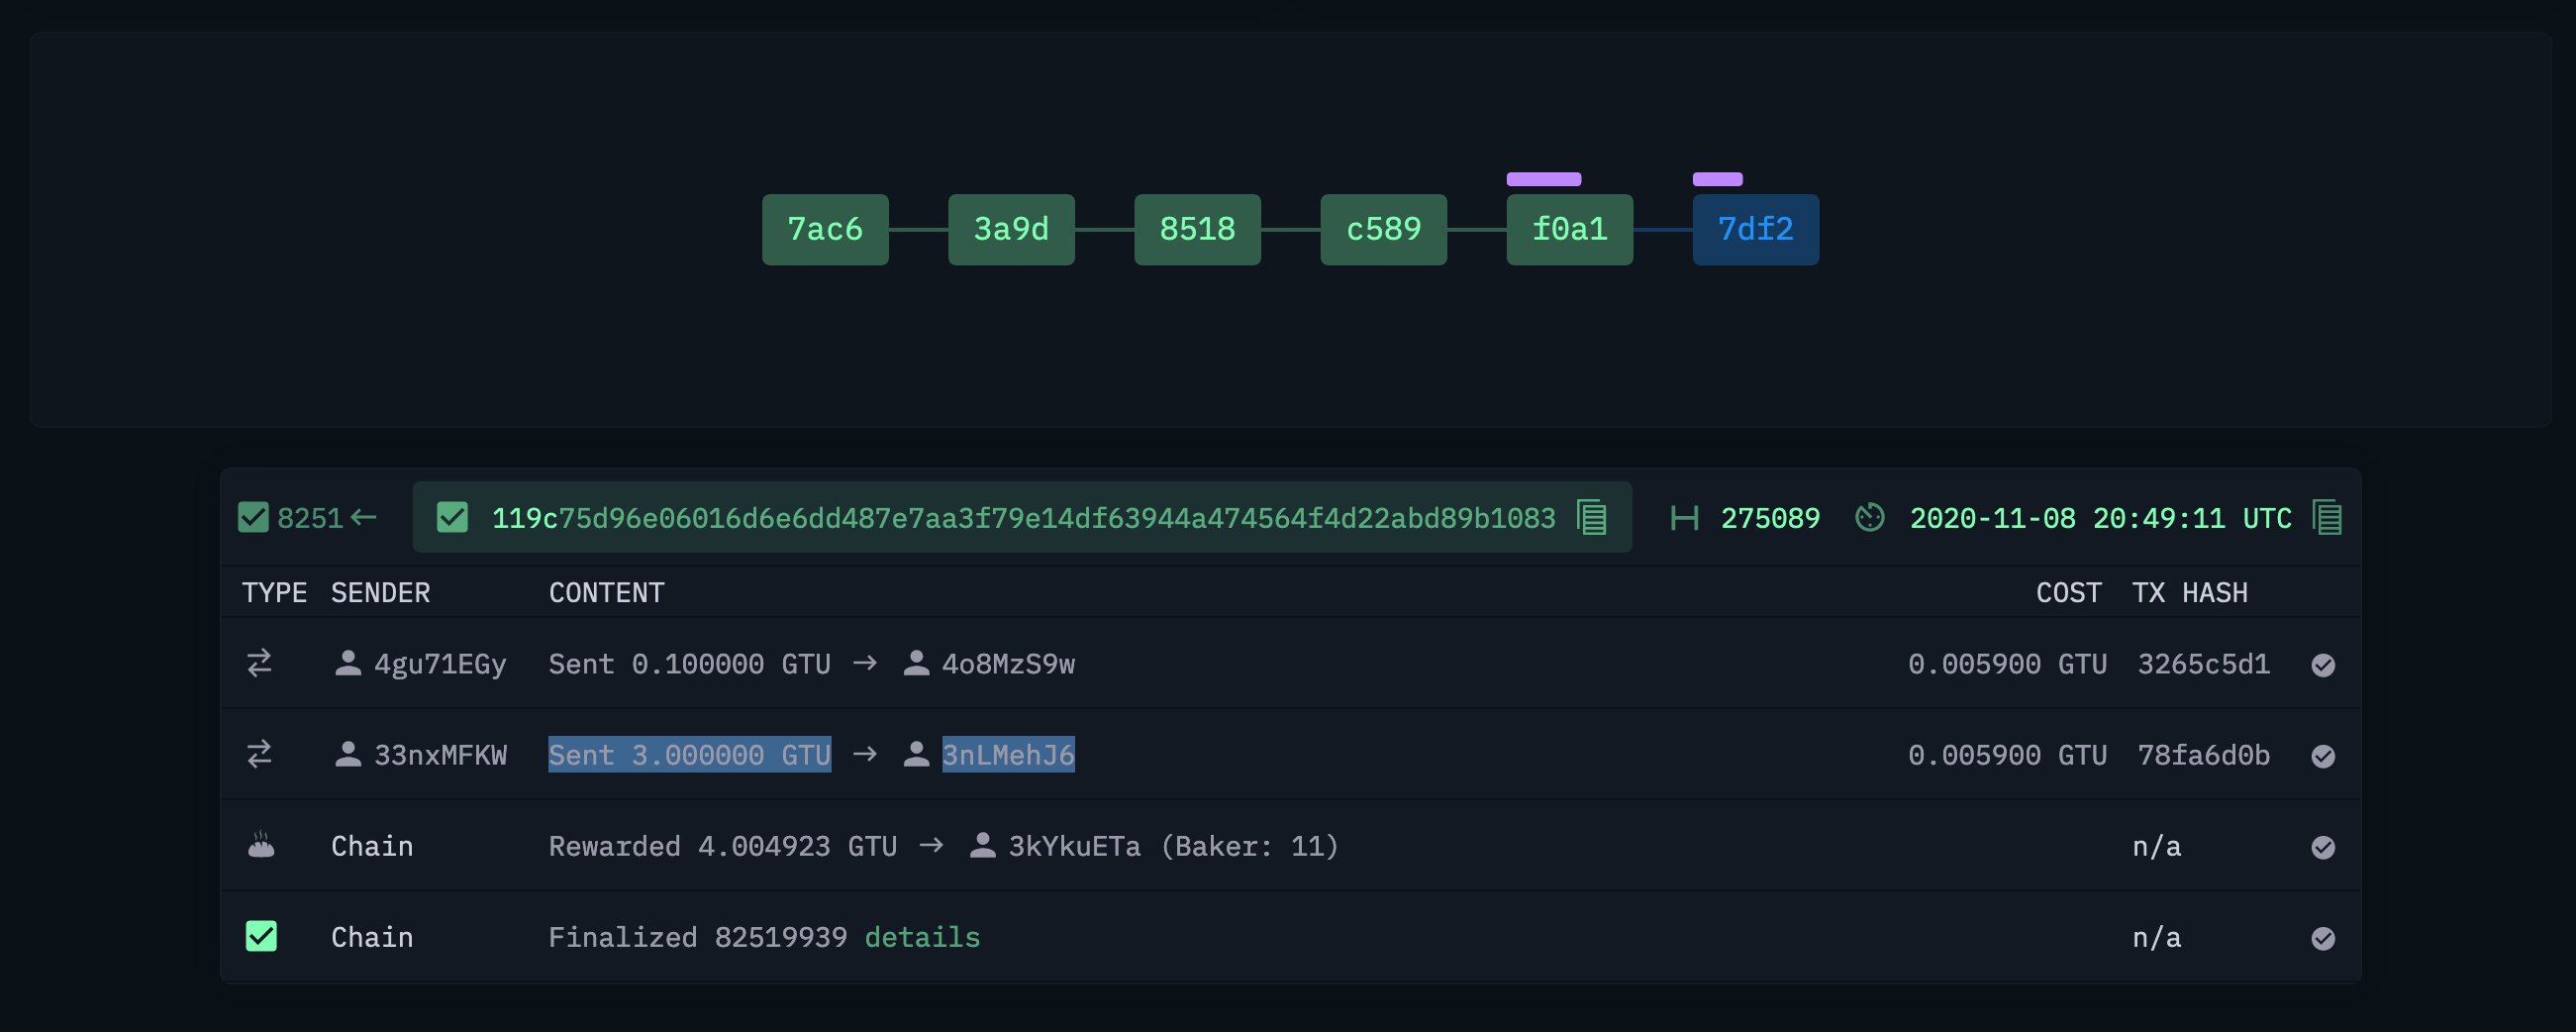 7ac6 3a9d 8518 c589 f0a1 7df2
8251 119c75d96e06016d6e6dd487e7aa3f79e14df63944a474564f4d22abd89b1083 275089 2020-11-08 20:49:11 UTC
TYPE SENDER CONTENT COST TX HASH
4gu71EGy Sent 0.100000 GTU → 4o8MzS9w 0.005900 GTU 3265c5d1
33nxMFKW Sent 3.000000 GTU → 3nLMehJ6 0.005900 GTU 78fa6d0b
Chain Rewarded 4.004923 GTU → 3kYkuETa (Baker: 11) n/a
Chain Finalized 82519939 details n/a